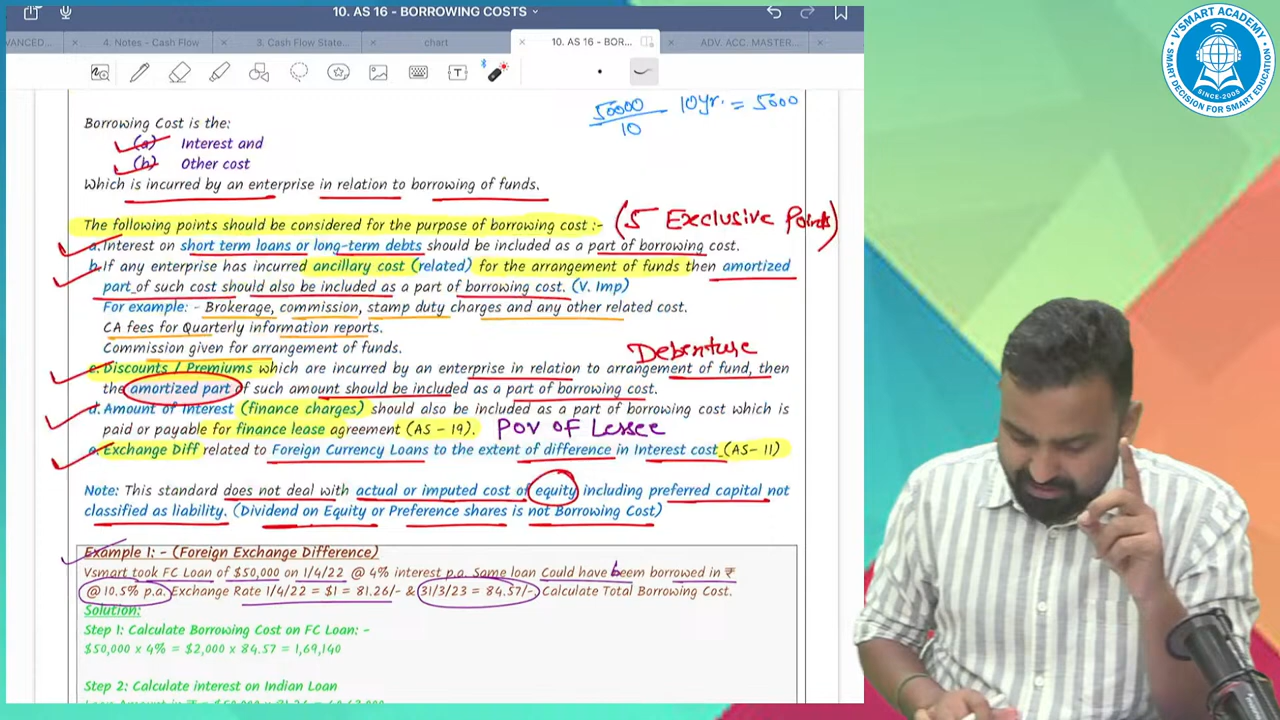 10. AS 16 - BORROWING COSTS
VANCED...
4. Notes - Cash Flow
3. Cash Flow State...
chart
10. AS 16 - BOR...
ADV. ACC. MASTER...
50000
10
10yr. = 5000
Borrowing Cost is the:
(a) Interest and
(b) Other cost
Which is incurred by an enterprise in relation to borrowing of funds.
The following points should be considered for the purpose of borrowing cost :-
(5 Exclusive Points)
a. Interest on short term loans or long-term debts should be included as a part of borrowing cost.
b. If any enterprise has incurred ancillary cost (related) for the arrangement of funds then amortized
part of such cost should also be included as a part of borrowing cost. (V. Imp)
For example: - Brokerage, commission, stamp duty charges and any other related cost.
CA fees for Quarterly information reports.
Commission given for arrangement of funds.
Debenture
c. Discounts / Premiums which are incurred by an enterprise in relation to arrangement of fund, then
the amortized part of such amount should be included as a part of borrowing cost.
d. Amount of Interest (finance charges) should also be included as a part of borrowing cost which is
paid or payable for finance lease agreement (AS - 19).
POV OF Lessee
e. Exchange Diff related to Foreign Currency Loans to the extent of difference in Interest cost (AS- 11)
Note: This standard does not deal with actual or imputed cost of equity including preferred capital not
classified as liability. (Dividend on Equity or Preference shares is not Borrowing Cost)
Example 1: - (Foreign Exchange Difference)
Vsmart took FC Loan of $50,000 on 1/4/22 @ 4% interest p.a. Same loan Could have beem borrowed in ₹
@ 10.5% p.a. Exchange Rate 1/4/22 = $1 = 81.26/- & 31/3/23 = 84.57/- Calculate Total Borrowing Cost.
Solution:
Step 1: Calculate Borrowing Cost on FC Loan: -
$50,000 x 4% = $2,000 x 84.57 = 1,69,140
Step 2: Calculate interest on Indian Loan
V'SMART ACADEMY
SINCE-2005
SMART DECISION FOR SMART EDUCATION